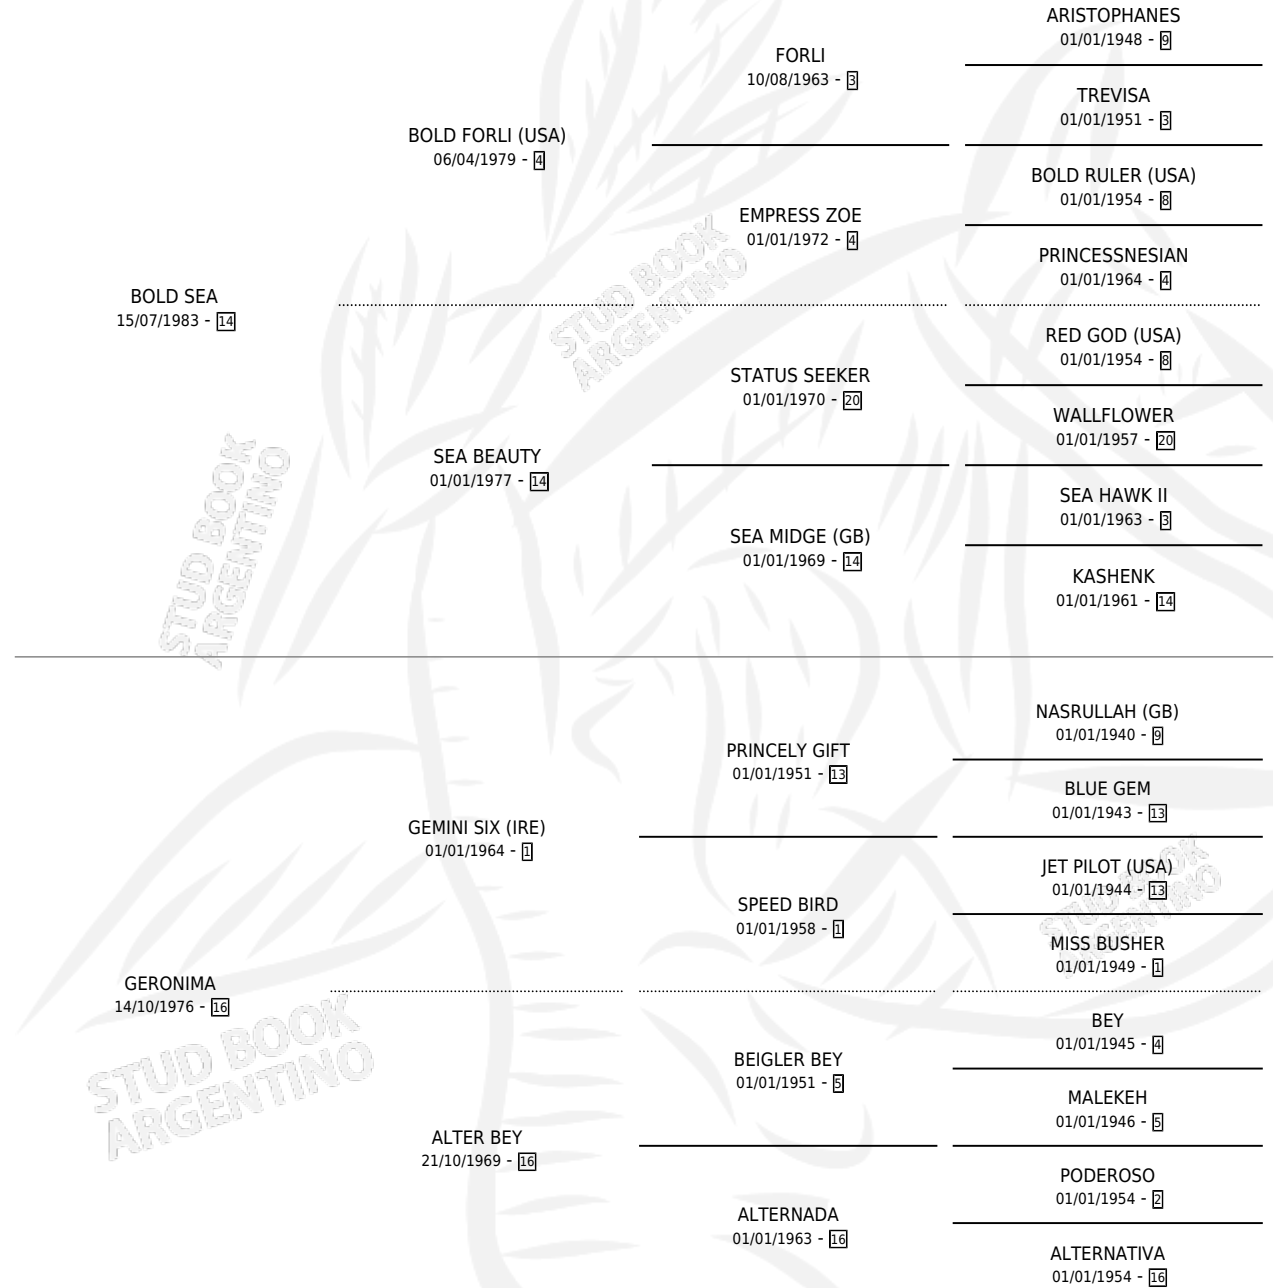 ARISTOPHANES
01/01/1948 - 9
FORLI
10/08/1963 - 3
TREVISA
01/01/1951 - 3
BOLD FORLI (USA)
06/04/1979 - 4
BOLD RULER (USA)
01/01/1954 - 8
EMPRESS ZOE
01/01/1972 - 4
PRINCESSNESIAN
01/01/1964 - 4
BOLD SEA
15/07/1983 - 14
STUD BOOK
ARGENTINO
RED GOD (USA)
01/01/1954 - 8
STATUS SEEKER
01/01/1970 - 20
WALLFLOWER
01/01/1957 - 20
SEA BEAUTY
01/01/1977 - 14
SEA HAWK II
01/01/1963 - 3
SEA MIDGE (GB)
01/01/1969 - 14
KASHENK
01/01/1961 - 14
STUD BOOK
ARGENTINO
NASRULLAH (GB)
01/01/1940 - 9
PRINCELY GIFT
01/01/1951 - 13
BLUE GEM
01/01/1943 - 13
GEMINI SIX (IRE)
01/01/1964 - 1
JET PILOT (USA)
01/01/1944 - 13
SPEED BIRD
01/01/1958 - 1
STUD BOOK
ARGENTINO
MISS BUSHER
01/01/1949 - 1
GERONIMA
14/10/1976 - 16
BEY
01/01/1945 - 4
BEIGLER BEY
01/01/1951 - 5
STUD BOOK
ARGENTINO
MALEKEH
01/01/1946 - 5
ALTER BEY
21/10/1969 - 16
PODEROSO
01/01/1954 - 2
ALTERNADA
01/01/1963 - 16
ALTERNATIVA
01/01/1954 - 16